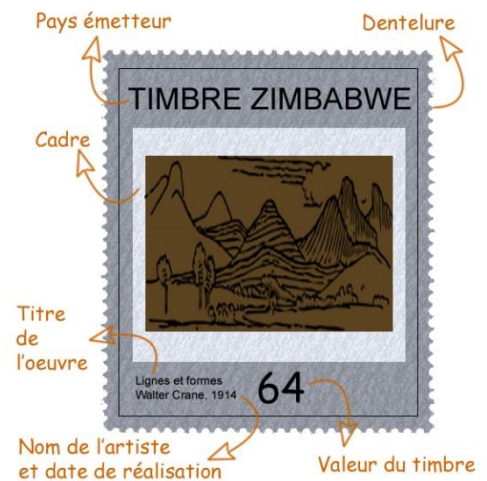 Pays émetteur
Dentelure
TIMBRE ZIMBABWE
Cadre
Titre
de
l'oeuvre
Lignes et formes
Walter Crane. 1914
64
Nom de l'artiste
et date de réalisation
Valeur du timbre